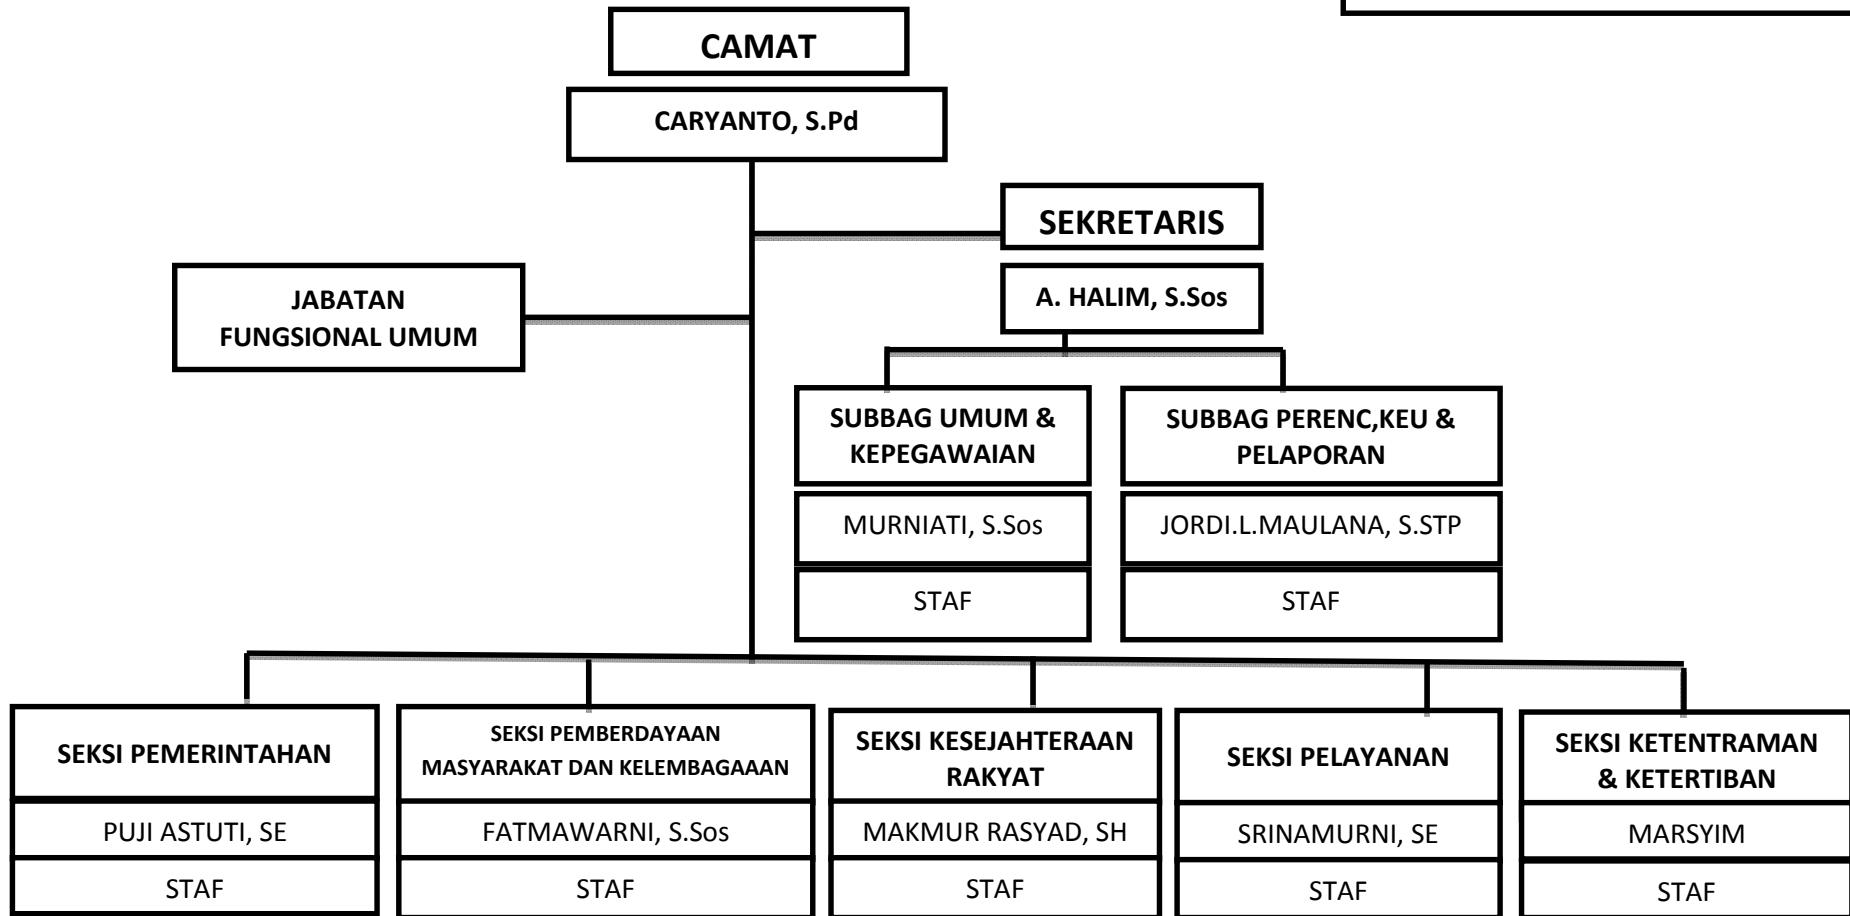 CAMAT
CARYANTO, S.Pd
SEKRETARIS
A. HALIM, S.Sos
JABATAN
FUNGSIONAL UMUM
SUBBAG UMUM &
KEPEGAWAIAN
MURNIATI, S.Sos
STAF
SUBBAG PERENC,KEU &
PELAPORAN
JORDI.L.MAULANA, S.STP
STAF
SEKSI PEMERINTAHAN
PUJI ASTUTI, SE
STAF
SEKSI PEMBERDAYAAN
MASYARAKAT DAN KELEMBAGAAAN
FATMAWARNI, S.Sos
STAF
SEKSI KESEJAHTERAAN
RAKYAT
MAKMUR RASYAD, SH
STAF
SEKSI PELAYANAN
SRINAMURNI, SE
STAF
SEKSI KETENTRAMAN
& KETERTIBAN
MARSYIM
STAF